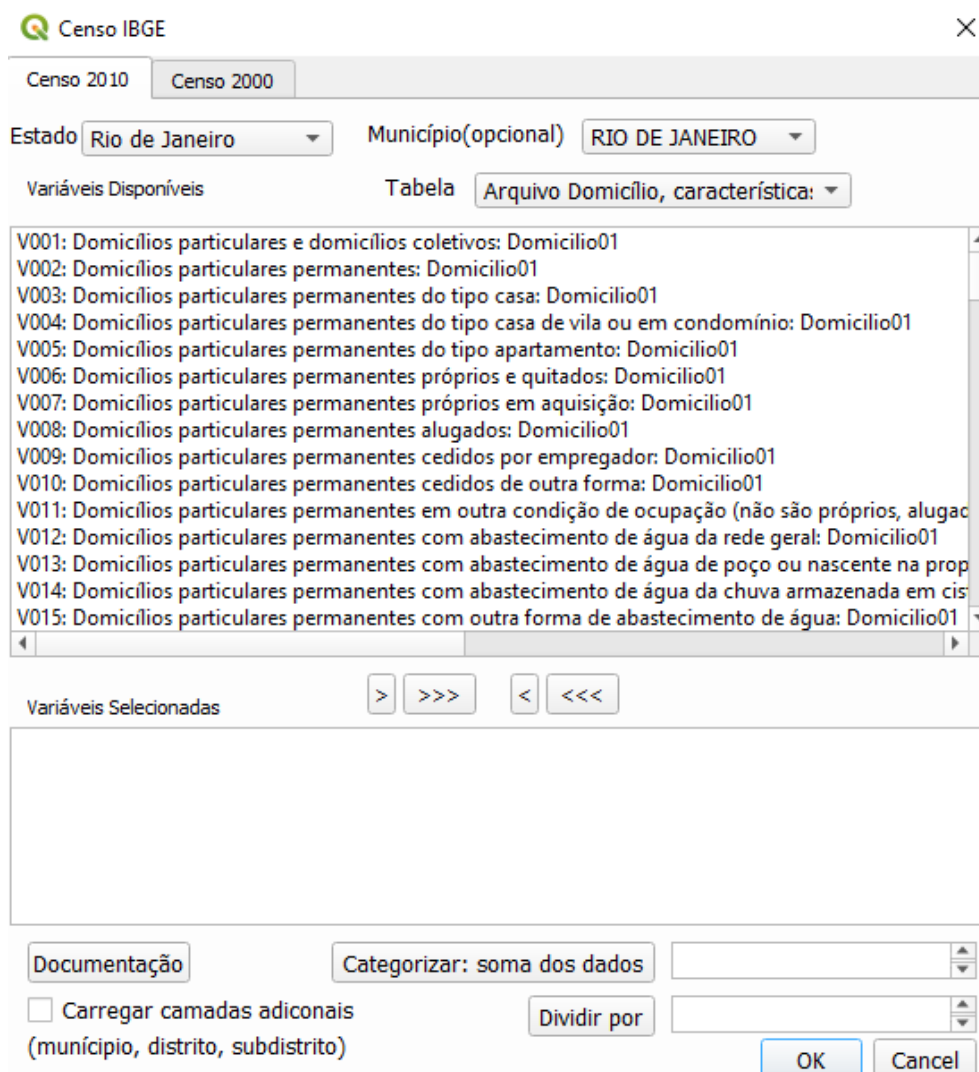 Censo IBGE
Censo 2010 Censo 2000
Estado Rio de Janeiro Município(opcional) RIO DE JANEIRO
Variáveis Disponíveis Tabela Arquivo Domicílio, característica:
V001: Domicílios particulares e domicílios coletivos: Domicilio01
V002: Domicílios particulares permanentes: Domicilio01
V003: Domicílios particulares permanentes do tipo casa: Domicilio01
V004: Domicílios particulares permanentes do tipo casa de vila ou em condomínio: Domicilio01
V005: Domicílios particulares permanentes do tipo apartamento: Domicilio01
V006: Domicílios particulares permanentes próprios e quitados: Domicilio01
V007: Domicílios particulares permanentes próprios em aquisição: Domicilio01
V008: Domicílios particulares permanentes alugados: Domicilio01
V009: Domicílios particulares permanentes cedidos por empregador: Domicilio01
V010: Domicílios particulares permanentes cedidos de outra forma: Domicilio01
V011: Domicílios particulares permanentes em outra condição de ocupação (não são próprios, alugad
V012: Domicílios particulares permanentes com abastecimento de água da rede geral: Domicilio01
V013: Domicílios particulares permanentes com abastecimento de água de poço ou nascente na prop
V014: Domicílios particulares permanentes com abastecimento de água da chuva armazenada em cis
V015: Domicílios particulares permanentes com outra forma de abastecimento de água: Domicilio01
Variáveis Selecionadas > >>> < <<<
Documentação Categorizar: soma dos dados
Carregar camadas adiconais
(munícipio, distrito, subdistrito) Dividir por
OK Cancel